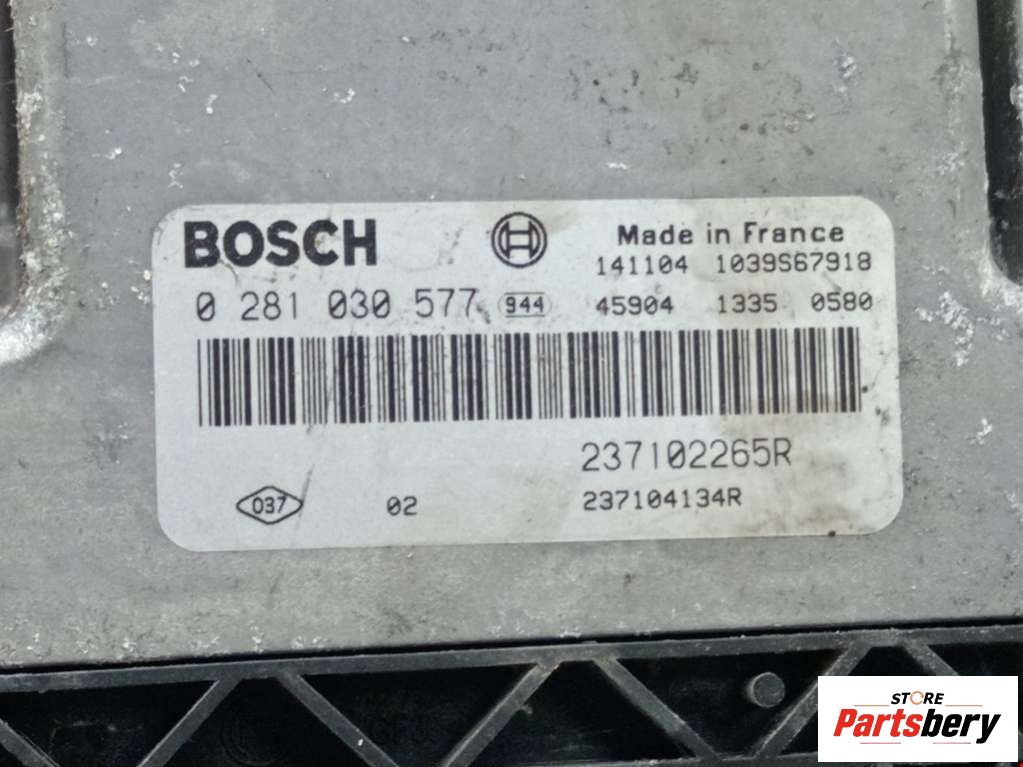 BOSCH
Made in France
141104 1039S67918
0 281 030 577 944 45904 1335 0580
237102265R
037 02 237104134R
STORE
Partsbery